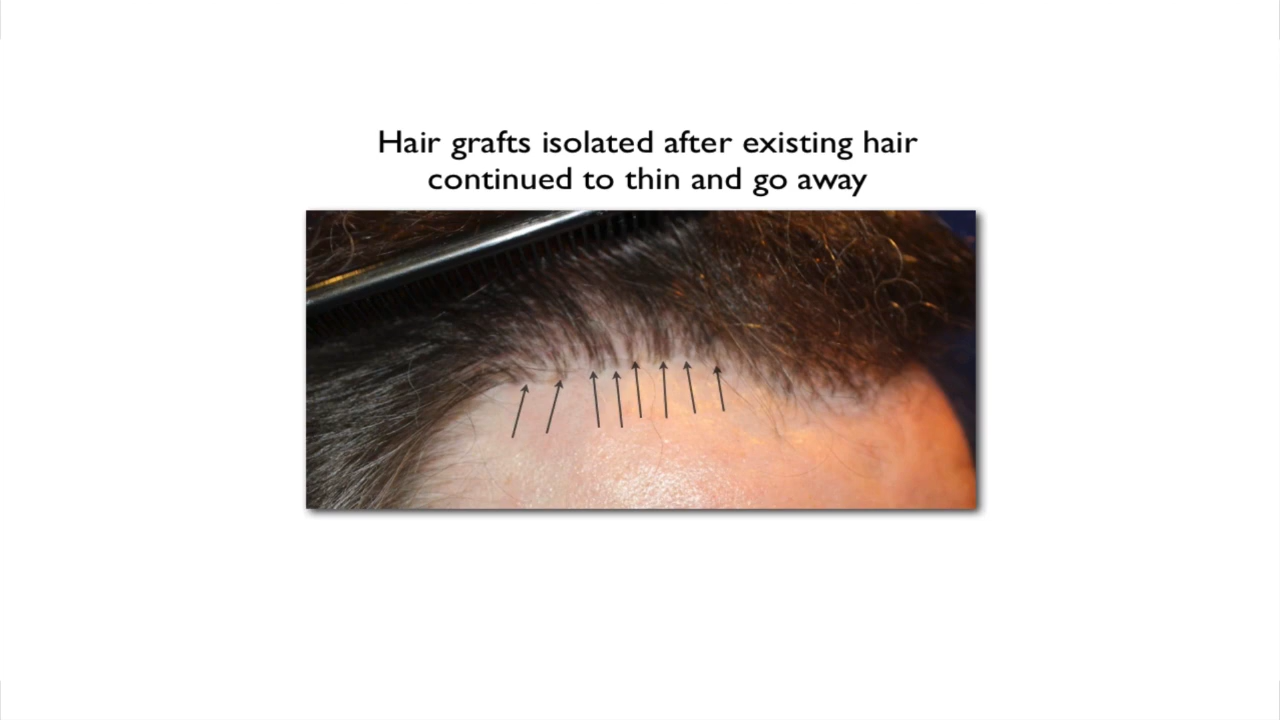 Hair grafts isolated after existing hair
continued to thin and go away